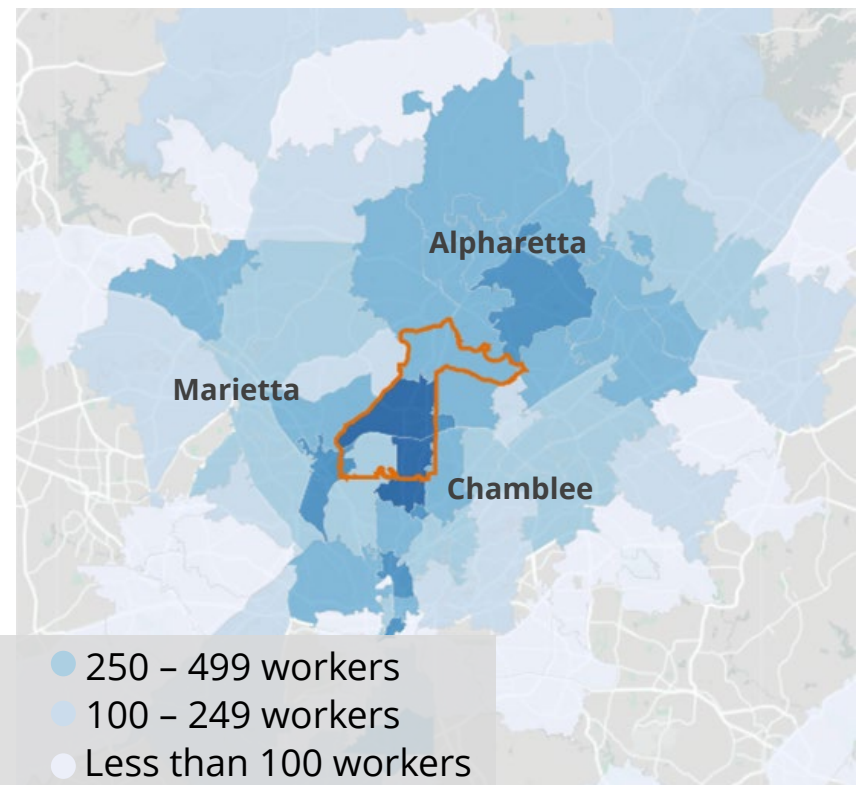 Alpharetta
Marietta
Chamblee
250 – 499 workers
100 – 249 workers
Less than 100 workers